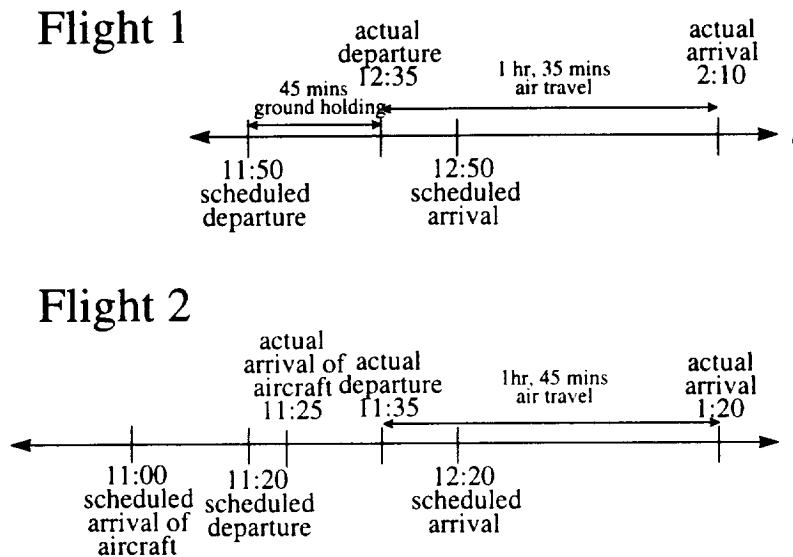 Flight 1
actual
departure
12:35
actual
arrival
2:10
45 mins
ground holding
1 hr, 35 mins
air travel
11:50
scheduled
departure
12:50
scheduled
arrival
Flight 2
actual
arrival of
aircraft
11:25
actual
departure
11:35
1hr, 45 mins
air travel
actual
arrival
1:20
11:00
scheduled
arrival of
aircraft
11:20
scheduled
departure
12:20
scheduled
arrival